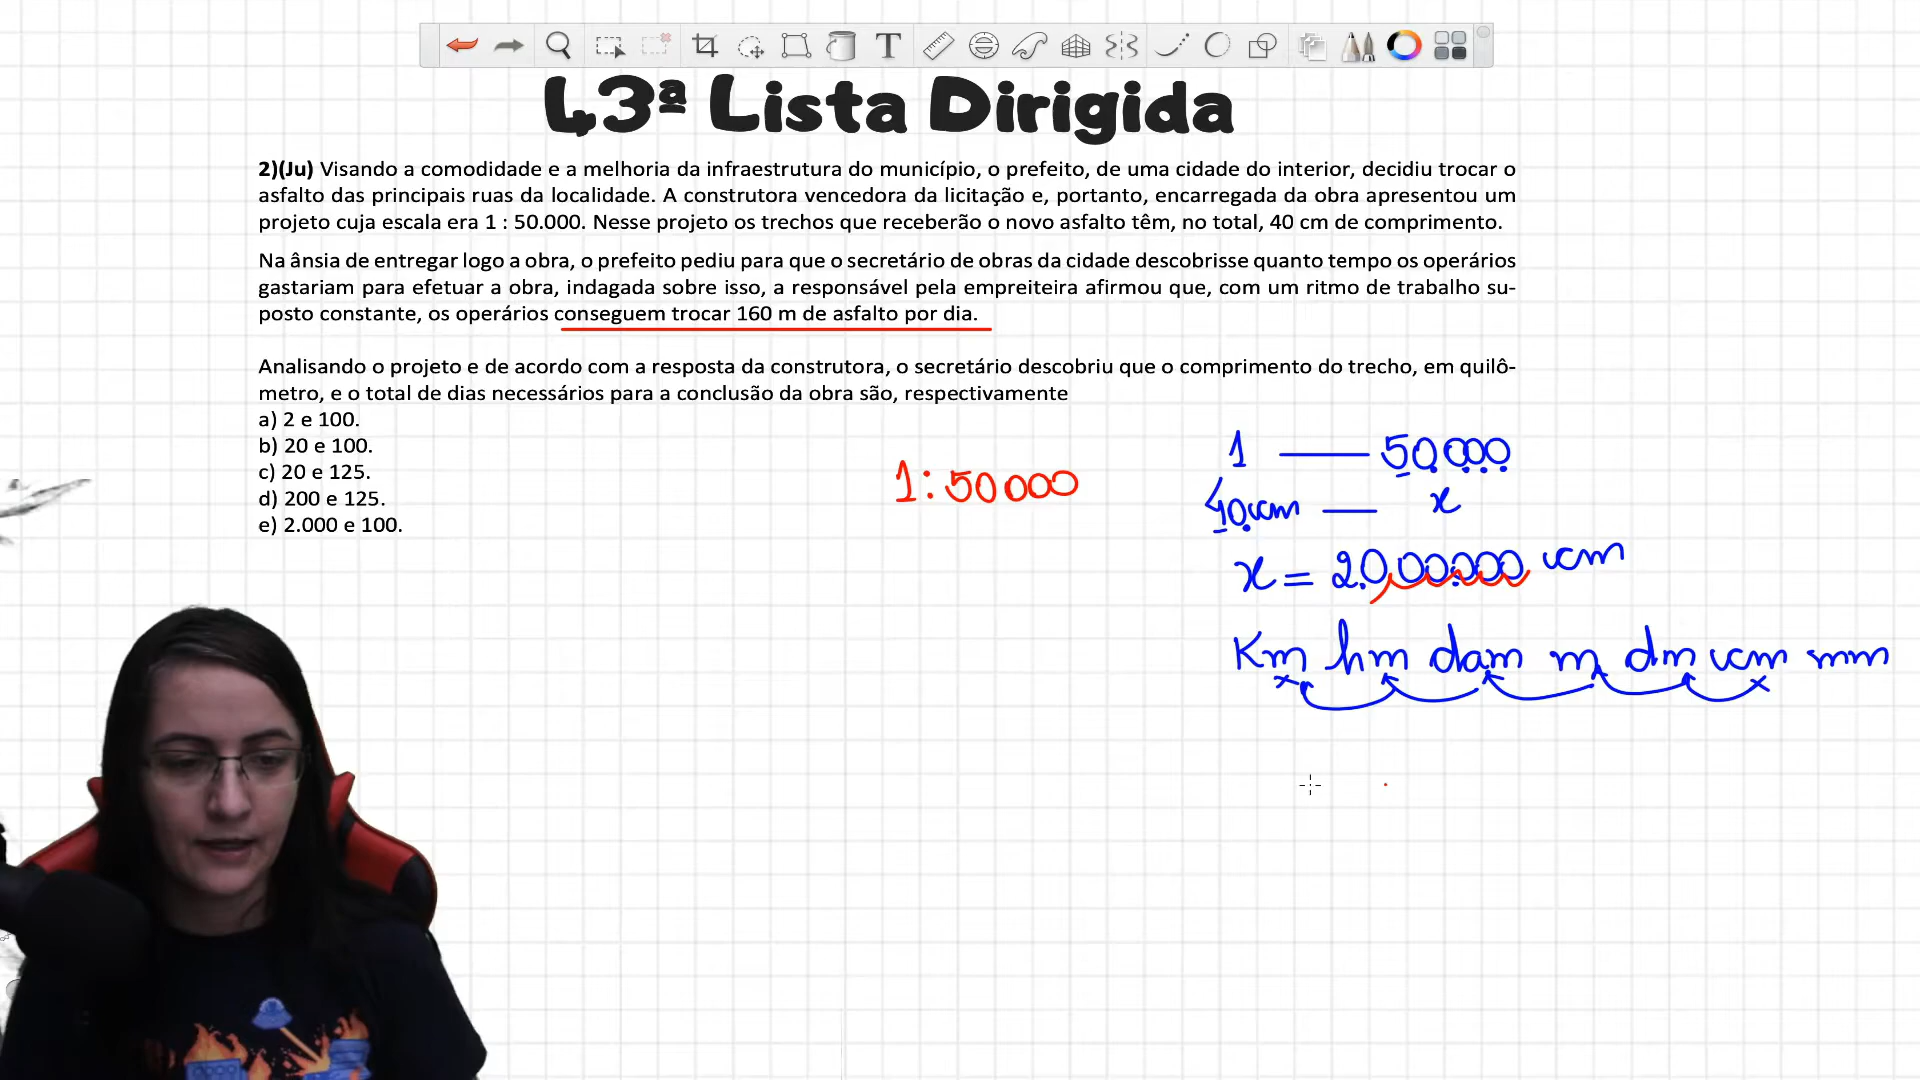 43ª Lista Dirigida
2)(Ju) Visando a comodidade e a melhoria da infraestrutura do município, o prefeito, de uma cidade do interior, decidiu trocar o
asfalto das principais ruas da localidade. A construtora vencedora da licitação e, portanto, encarregada da obra apresentou um
projeto cuja escala era 1 : 50.000. Nesse projeto os trechos que receberão o novo asfalto têm, no total, 40 cm de comprimento.
Na ânsia de entregar logo a obra, o prefeito pediu para que o secretário de obras da cidade descobrisse quanto tempo os operários
gastariam para efetuar a obra, indagada sobre isso, a responsável pela empreiteira afirmou que, com um ritmo de trabalho su-
posto constante, os operários conseguem trocar 160 m de asfalto por dia.
Analisando o projeto e de acordo com a resposta da construtora, o secretário descobriu que o comprimento do trecho, em quilô-
metro, e o total de dias necessários para a conclusão da obra são, respectivamente
a) 2 e 100.
b) 20 e 100.
c) 20 e 125.
d) 200 e 125.
e) 2.000 e 100.
1:50000
1 — 50.000
40cm — x
x = 20,00.000 cm
Km hm dam m dm cm mm